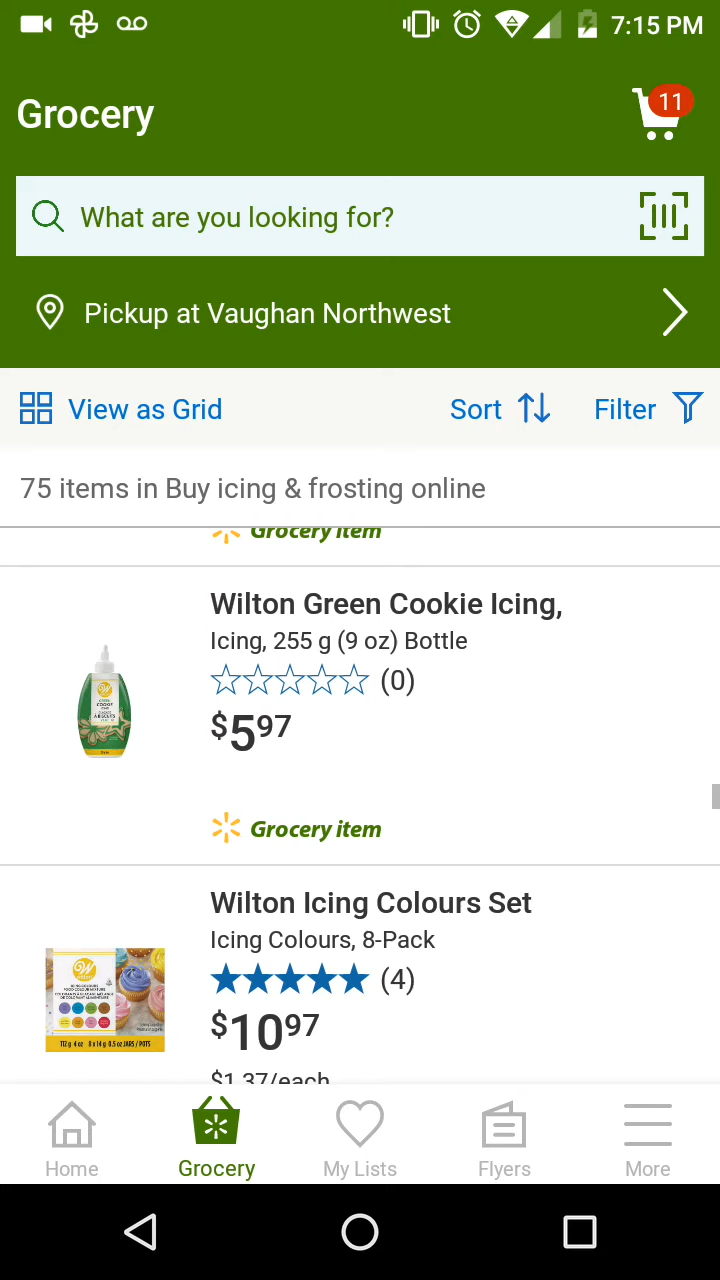 7:15 PM
Grocery
11
What are you looking for?
Pickup at Vaughan Northwest
View as Grid
Sort
Filter
75 items in Buy icing & frosting online
Grocery item
Wilton Green Cookie Icing,
Icing, 255 g (9 oz) Bottle
(0)
$5.97
Grocery item
Wilton Icing Colours Set
Icing Colours, 8-Pack
(4)
$10.97
$1.37/each
Home
Grocery
My Lists
Flyers
More